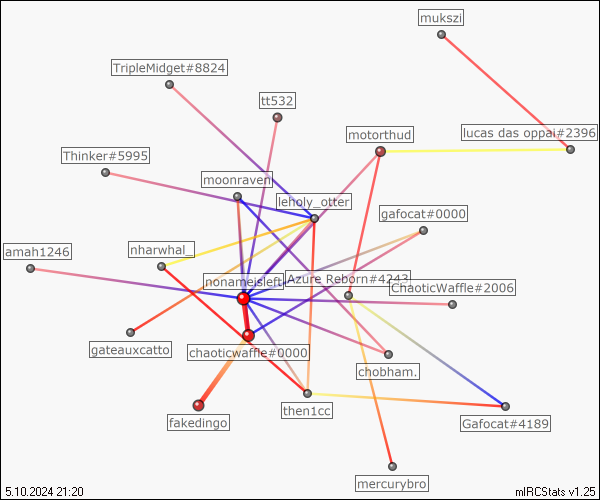 mukszi
TripleMidget#8824
tt532
motorthud
lucas das oppai#2396
Thinker#5995
moonraven
leholy_otter
gafocat#0000
amah1246
nharwhal_
nonameisleft
Azure Reborn#4243
ChaoticWaffle#2006
gateauxcatto
chaoticwaffle#0000
chobham.
fakedingo
then1cc
Gafocat#4189
mercurybro
5.10.2024 21:20
mIRCStats v1.25